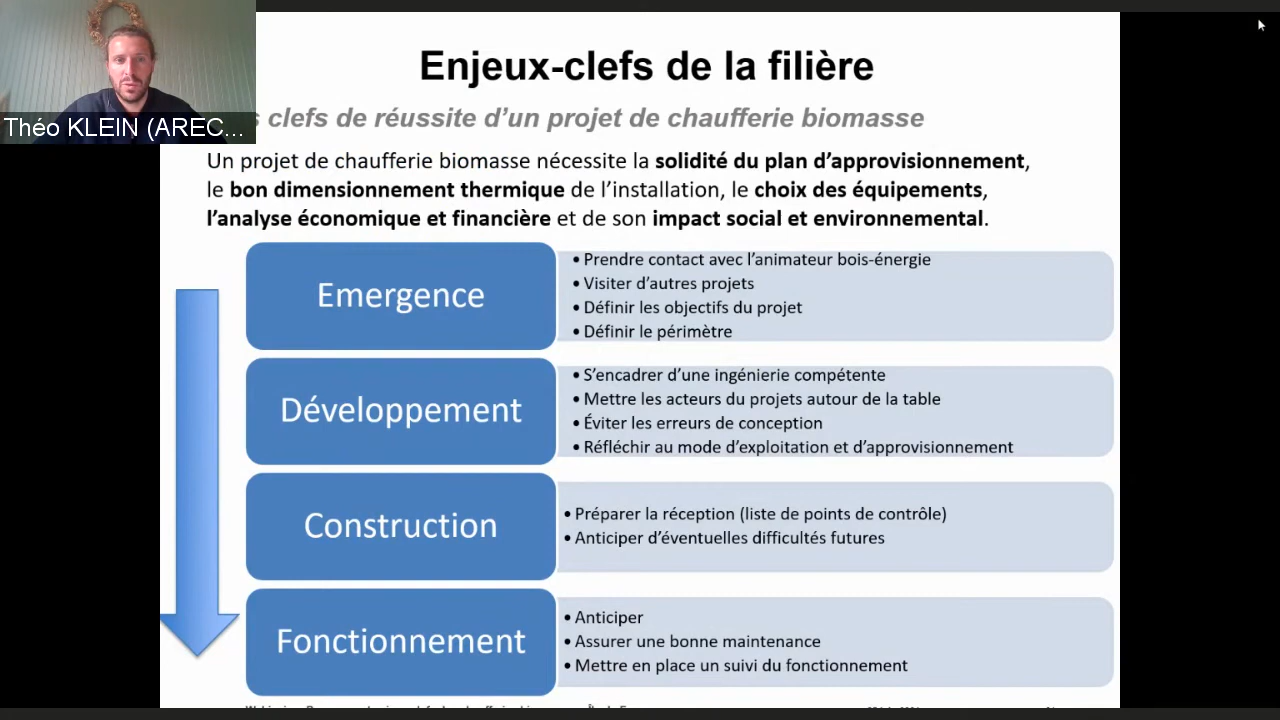 Enjeux-clefs de la filière
clefs de réussite d'un projet de chaufferie biomasse
Théo KLEIN (AREC...
Un projet de chaufferie biomasse nécessite la solidité du plan d'approvisionnement,
le bon dimensionnement thermique de l'installation, le choix des équipements,
l'analyse économique et financière et de son impact social et environnemental.
Emergence
• Prendre contact avec l'animateur bois-énergie
• Visiter d'autres projets
• Définir les objectifs du projet
• Définir le périmètre
Développement
• S'encadrer d'une ingénierie compétente
• Mettre les acteurs du projets autour de la table
• Éviter les erreurs de conception
• Réfléchir au mode d'exploitation et d'approvisionnement
Construction
• Préparer la réception (liste de points de contrôle)
• Anticiper d'éventuelles difficultés futures
Fonctionnement
• Anticiper
• Assurer une bonne maintenance
• Mettre en place un suivi du fonctionnement